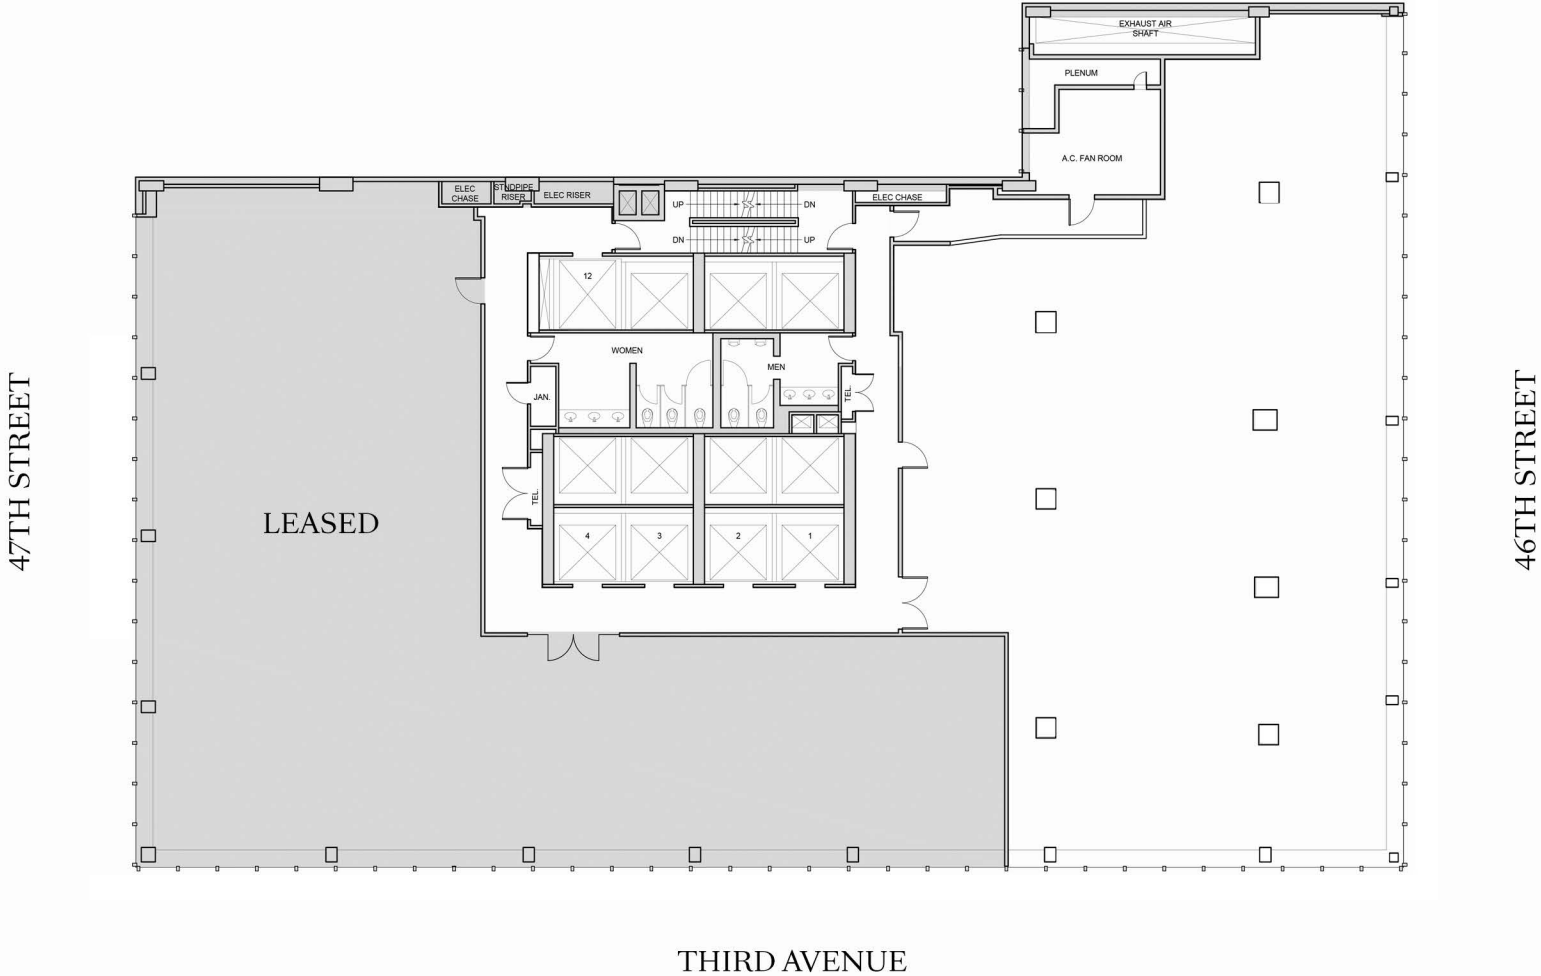 EXHAUST AIR
SHAFT
PLENUM
A.C. FAN ROOM
ELEC
CHASE
STNDPIPE
RISER
ELEC RISER
ELEC CHASE
UP
DN
DN
UP
12
WOMEN
MEN
JAN.
TEL.
TEL.
4
3
2
1
LEASED
47TH STREET
46TH STREET
THIRD AVENUE